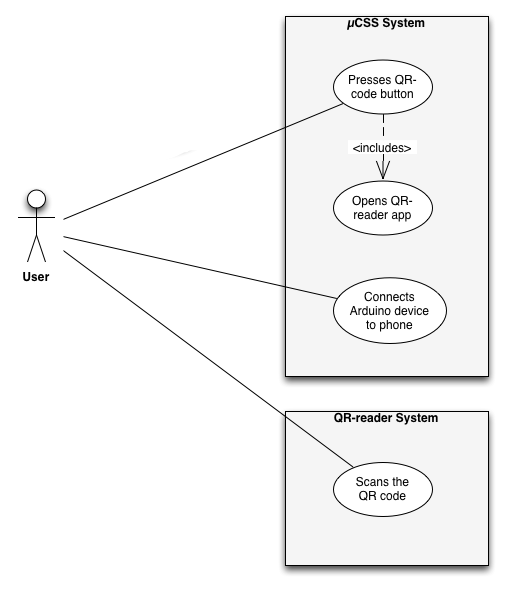 µCSS System
Presses QR-
code button
<includes>
Opens QR-
reader app
User
Connects
Arduino device
to phone
QR-reader System
Scans the
QR code